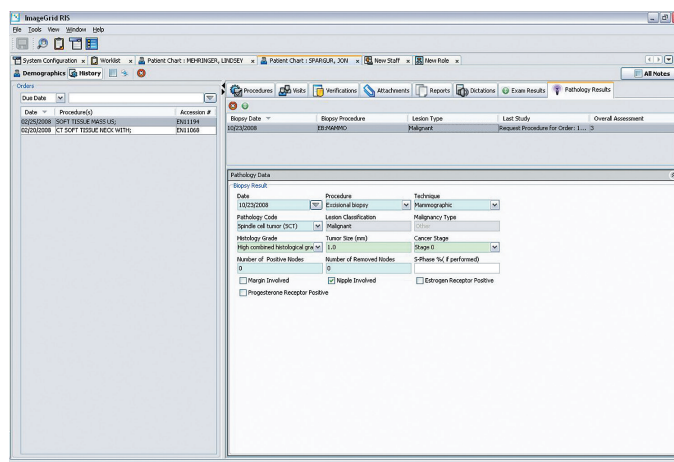 ImageGrid RIS
File Tools View Window Help
System Configuration x Worklist x Patient Chart : MEHRINGER, LINDSEY x Patient Chart : SPARGUR, JON x New Staff x New Role x
Demographics History All Notes
Orders
Procedures Visits Verifications Attachments Reports Dictations Exam Results Pathology Results
Due Date
Date Procedure(s) Accession #
02/25/2008 SOFT TISSUE MASS US; EN11194
02/20/2008 CT SOFT TISSUE NECK WITH; EN11068
Biopsy Date Biopsy Procedure Lesion Type Last Study Overall Assessment
10/23/2008 EB:MAMMO Malignant Request Procedure for Order: 1... 3
Pathology Data
Biopsy Result
Date Procedure Technique
10/23/2008 Excisional biopsy Mammographic
Pathology Code Lesion Classification Malignancy Type
Spindle cell tumor (SCT) Malignant Other
Histology Grade Tumor Size (mm) Cancer Stage
High combined histological gra 1.0 Stage 0
Number of Positive Nodes Number of Removed Nodes S-Phase %( if performed)
0 0
Margin Involved Nipple Involved Estrogen Receptor Positive
Progesterone Receptor Positive